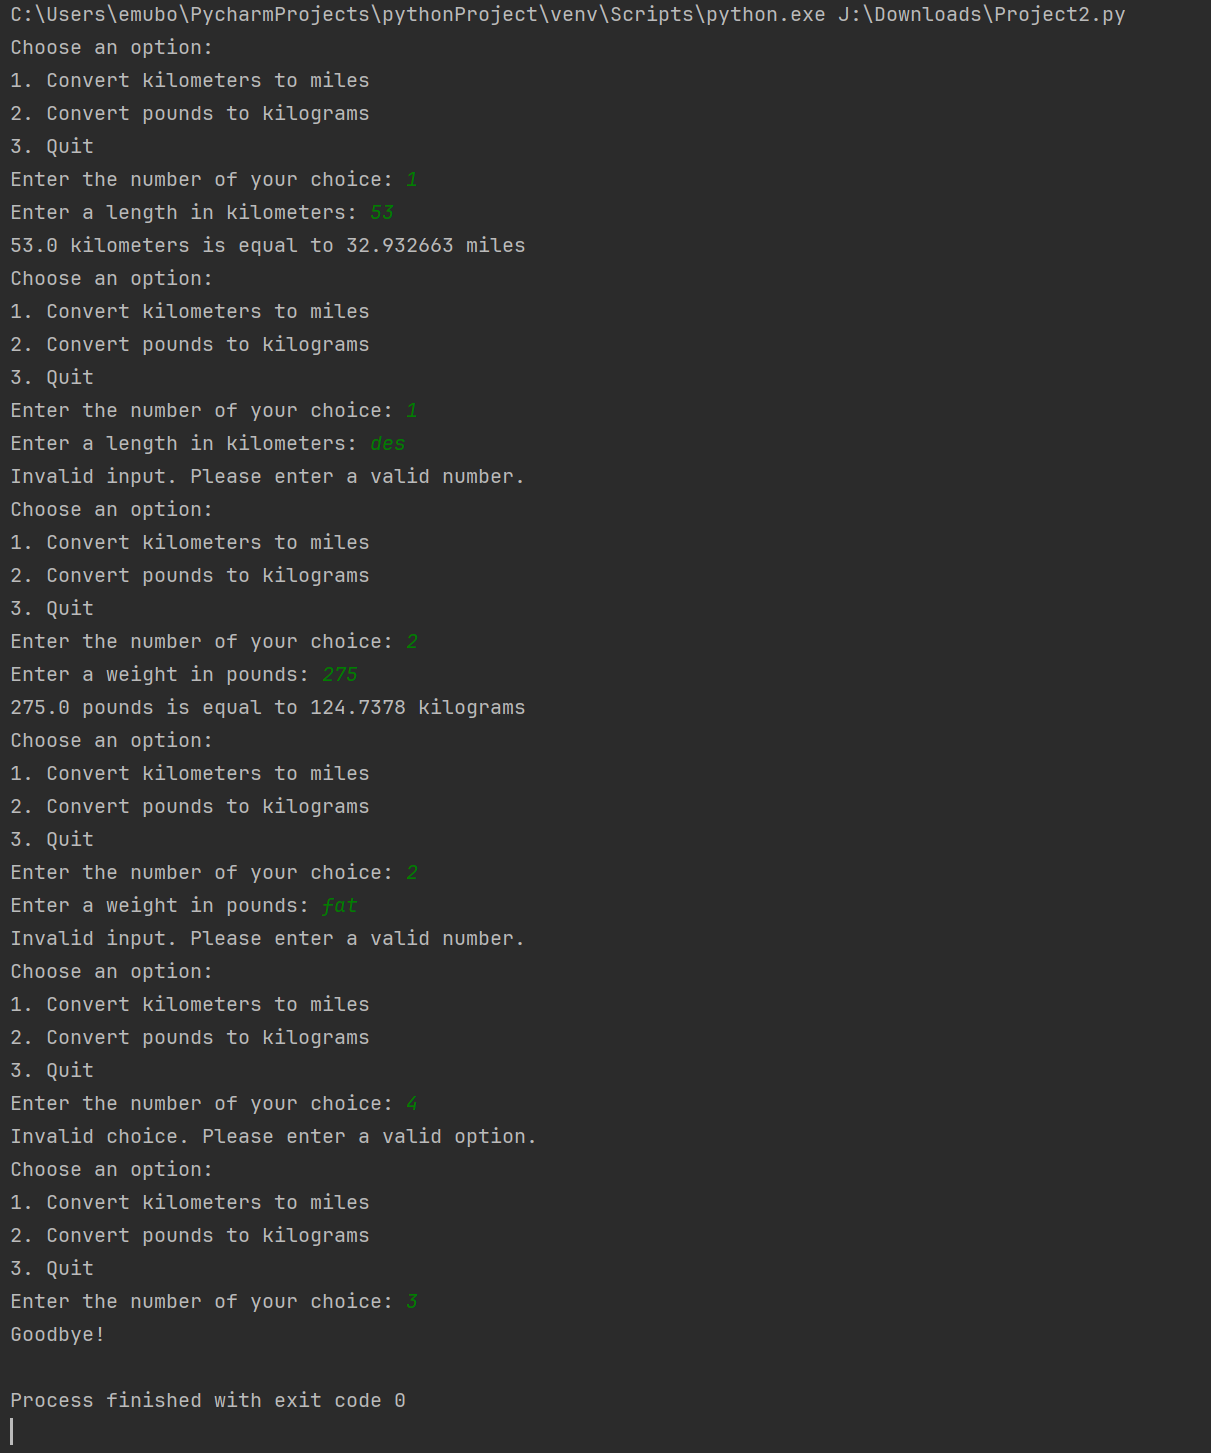 C:\Users\emubo\PycharmProjects\pythonProject\venv\Scripts\python.exe J:\Downloads\Project2.py
Choose an option:
1. Convert kilometers to miles
2. Convert pounds to kilograms
3. Quit
Enter the number of your choice: 1
Enter a length in kilometers: 53
53.0 kilometers is equal to 32.932663 miles
Choose an option:
1. Convert kilometers to miles
2. Convert pounds to kilograms
3. Quit
Enter the number of your choice: 1
Enter a length in kilometers: des
Invalid input. Please enter a valid number.
Choose an option:
1. Convert kilometers to miles
2. Convert pounds to kilograms
3. Quit
Enter the number of your choice: 2
Enter a weight in pounds: 275
275.0 pounds is equal to 124.7378 kilograms
Choose an option:
1. Convert kilometers to miles
2. Convert pounds to kilograms
3. Quit
Enter the number of your choice: 2
Enter a weight in pounds: fat
Invalid input. Please enter a valid number.
Choose an option:
1. Convert kilometers to miles
2. Convert pounds to kilograms
3. Quit
Enter the number of your choice: 4
Invalid choice. Please enter a valid option.
Choose an option:
1. Convert kilometers to miles
2. Convert pounds to kilograms
3. Quit
Enter the number of your choice: 3
Goodbye!
Process finished with exit code 0